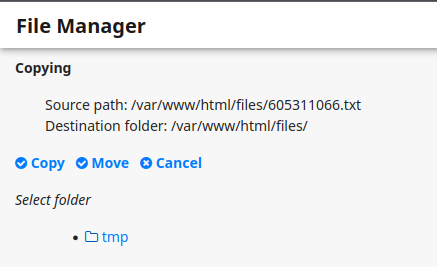 File Manager
Copying
Source path: /var/www/html/files/605311066.txt
Destination folder: /var/www/html/files/
Copy Move Cancel
Select folder
tmp